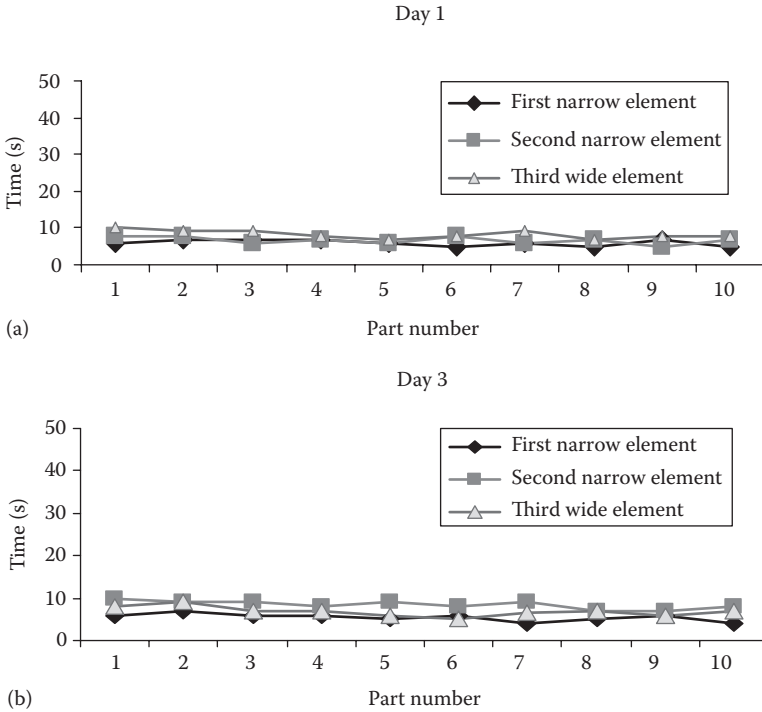 Day 1
50
40
30
20
10
0
Time (s)
First narrow element
Second narrow element
Third wide element
1 2 3 4 5 6 7 8 9 10
(a)
Part number
Day 3
50
40
30
20
10
0
Time (s)
First narrow element
Second narrow element
Third wide element
1 2 3 4 5 6 7 8 9 10
(b)
Part number